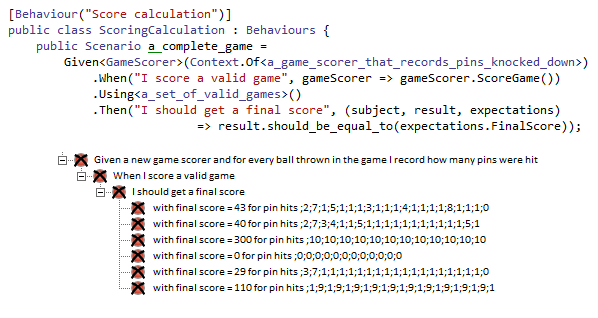 [Behaviour("Score calculation")]
public class ScoringCalculation : Behaviours {
public Scenario a_complete_game =
Given<GameScorer>(Context.Of<a_game_scorer_that_records_pins_knocked_down>)
.When("I score a valid game", gameScorer => gameScorer.ScoreGame())
.Using<a_set_of_valid_games>()
.Then("I should get a final score", (subject, result, expectations)
=> result.should_be_equal_to(expectations.FinalScore));
Given a new game scorer and for every ball thrown in the game I record how many pins were hit
When I score a valid game
I should get a final score
with final score = 43 for pin hits ;2;7;1;5;1;1;1;3;1;1;1;4;1;1;1;1;8;1;1;1;0
with final score = 40 for pin hits ;2;7;3;4;1;1;5;1;1;1;1;1;1;1;1;1;1;1;5;1
with final score = 300 for pin hits ;10;10;10;10;10;10;10;10;10;10;10;10
with final score = 0 for pin hits ;0;0;0;0;0;0;0;0;0;0;0
with final score = 29 for pin hits ;3;7;1;1;1;1;1;1;1;1;1;1;1;1;1;1;1;1;1;1;0
with final score = 110 for pin hits ;1;9;1;9;1;9;1;9;1;9;1;9;1;9;1;9;1;9;1;9;1